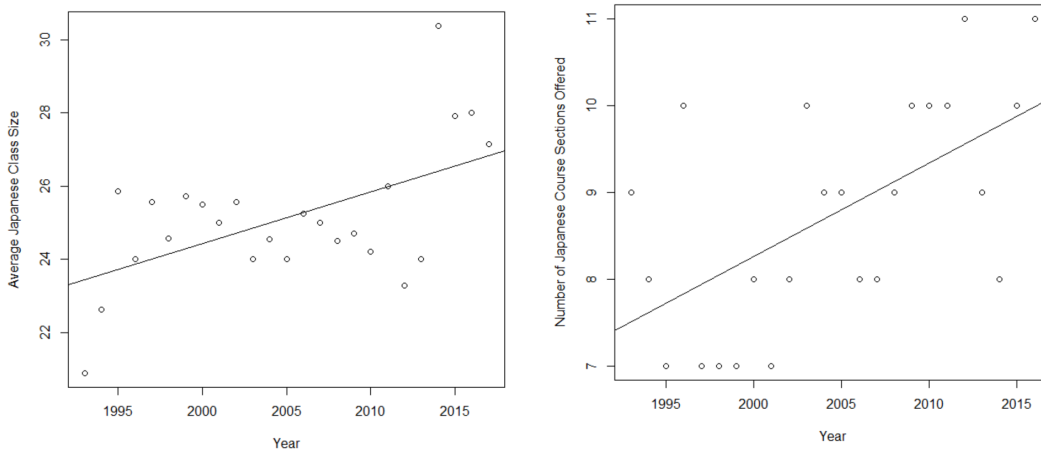 Average Japanese Class Size
30
28
26
24
22
1995 2000 2005 2010 2015
Year
Number of Japanese Course Sections Offered
11
10
9
8
7
1995 2000 2005 2010 2015
Year